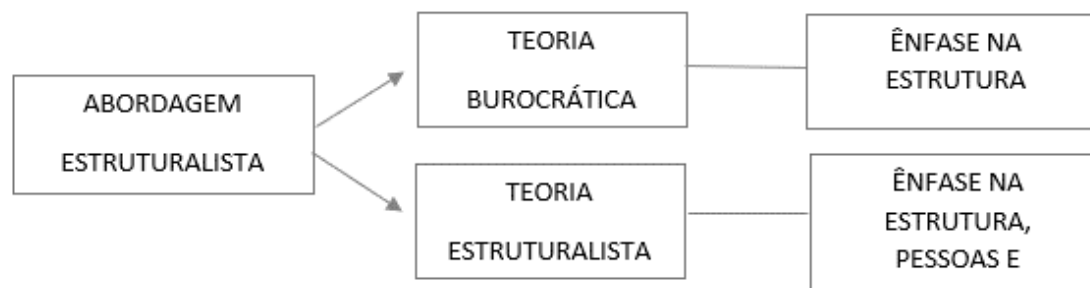 ABORDAGEM
ESTRUTURALISTA
TEORIA
BUROCRÁTICA
ÊNFASE NA
ESTRUTURA
TEORIA
ESTRUTURALISTA
ÊNFASE NA
ESTRUTURA,
PESSOAS E